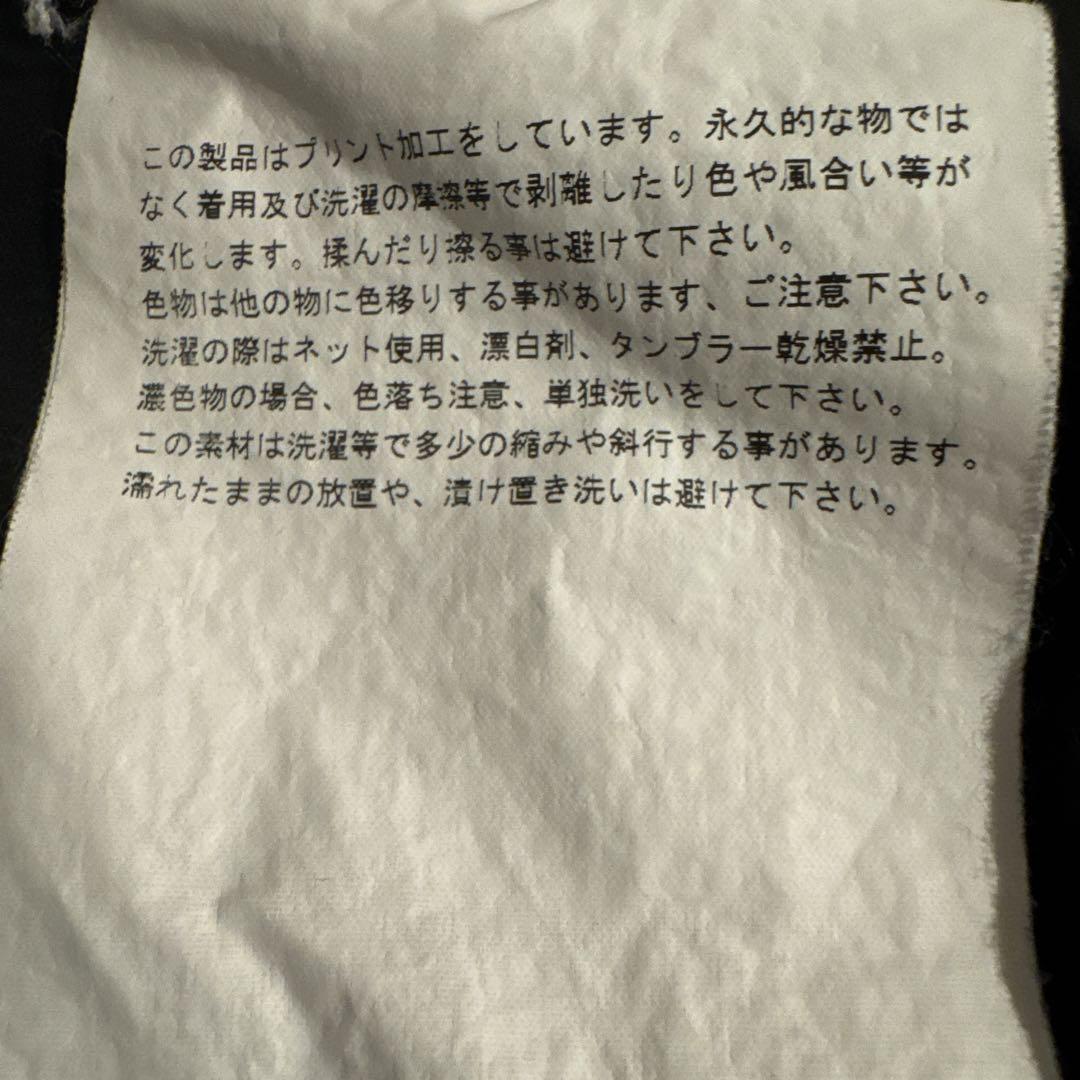 この製品はプリント加工をしています。永久的な物では
なく着用及び洗濯の摩擦等で剥離したり色や風合い等が
変化します。揉んだり擦る事は避けて下さい。
色物は他の物に色移りする事があります、ご注意下さい。
洗濯の際はネット使用、漂白剤、タンブラー乾燥禁止。
濃色物の場合、色落ち注意、単独洗いをして下さい。
この素材は洗濯等で多少の縮みや斜行する事があります。
濡れたままの放置や、漬け置き洗いは避けて下さい。